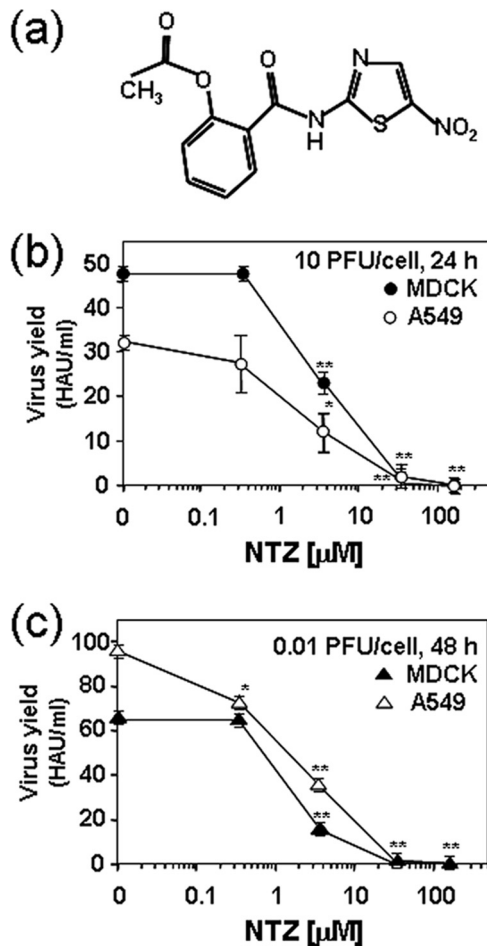 (a)
O
O
CH₃
O
N
H
N
S
NO₂
(b)
50
40
30
20
10
0
Virus yield
(HAU/ml)
10 PFU/cell, 24 h
MDCK
A549
**
*
**
**
**
0 0.1 1 10 100
NTZ [µM]
(c)
100
80
60
40
20
0
Virus yield
(HAU/ml)
0.01 PFU/cell, 48 h
MDCK
A549
*
**
**
**
**
0 0.1 1 10 100
NTZ [µM]